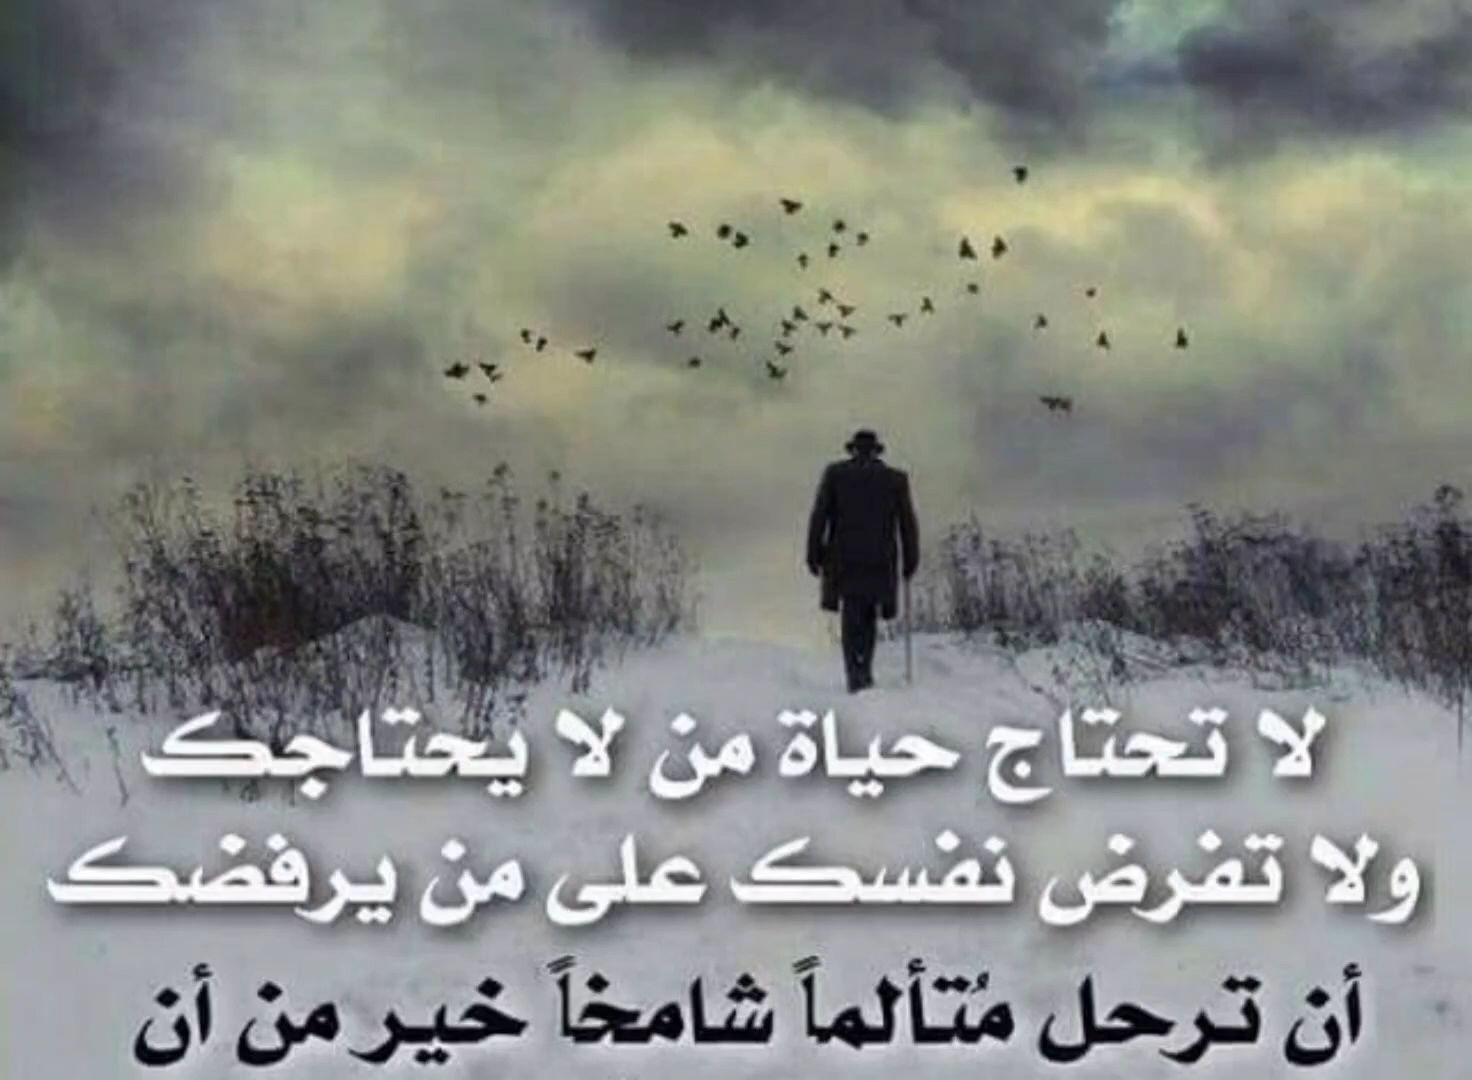 لا تحتاج حياة من لا يحتاجك
ولا تفرض نفسك على من يرفضك
أن ترحل مُتألماً شامخاً خير من أن